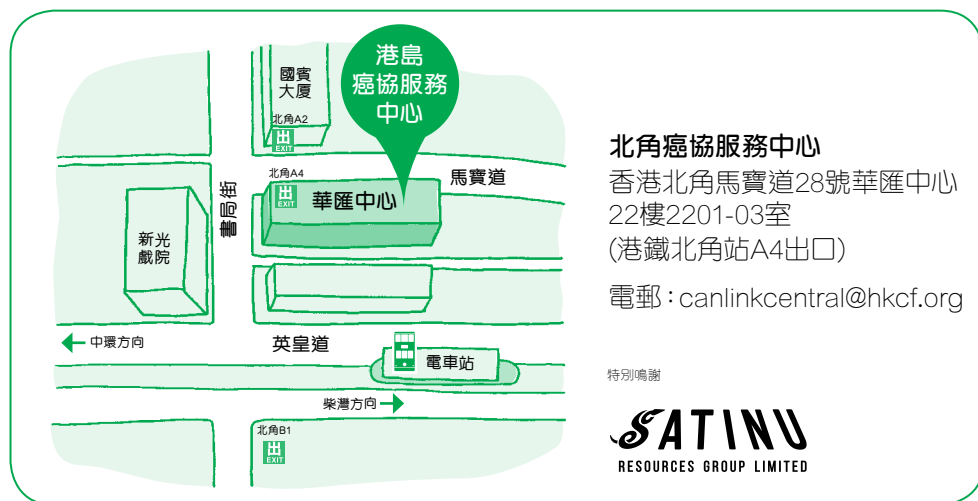 港島
癌協服務
中心
國賓
大厦
北角A2
出
EXIT
北角A4
出
EXIT
華匯中心
馬寶道
書局街
新光
戲院
英皇道
中環方向
電車站
柴灣方向
北角B1
出
EXIT
北角癌協服務中心
香港北角馬寶道28號華匯中心
22樓2201-03室
(港鐵北角站A4出口)
電郵：canlinkcentral@hkcf.org
特別鳴謝
SATINU
RESOURCES GROUP LIMITED